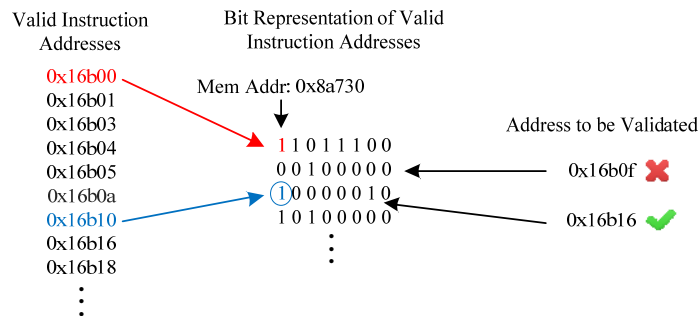 Valid Instruction
Addresses
0x16b00
0x16b01
0x16b03
0x16b04
0x16b05
0x16b0a
0x16b10
0x16b16
0x16b18
Bit Representation of Valid
Instruction Addresses
Mem Addr: 0x8a730
1 1 0 1 1 1 0 0
0 0 1 0 0 0 0 0
1 0 0 0 0 0 1 0
1 0 1 0 0 0 0 0
Address to be Validated
0x16b0f
0x16b16